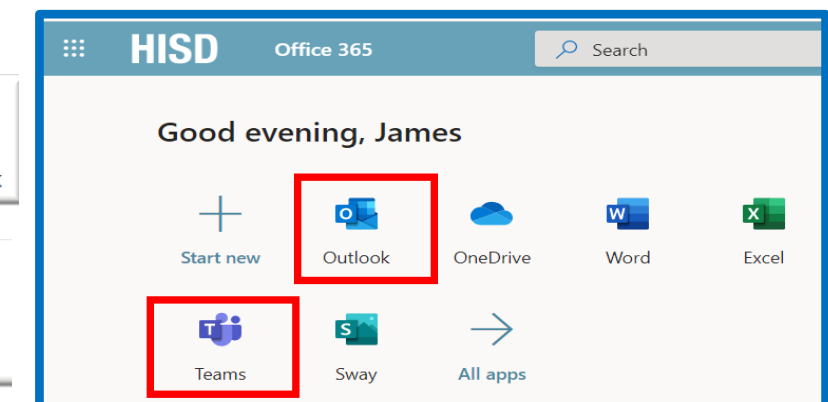 HISD Office 365 Search
Good evening, James
Start new Outlook OneDrive Word Excel
Teams Sway All apps